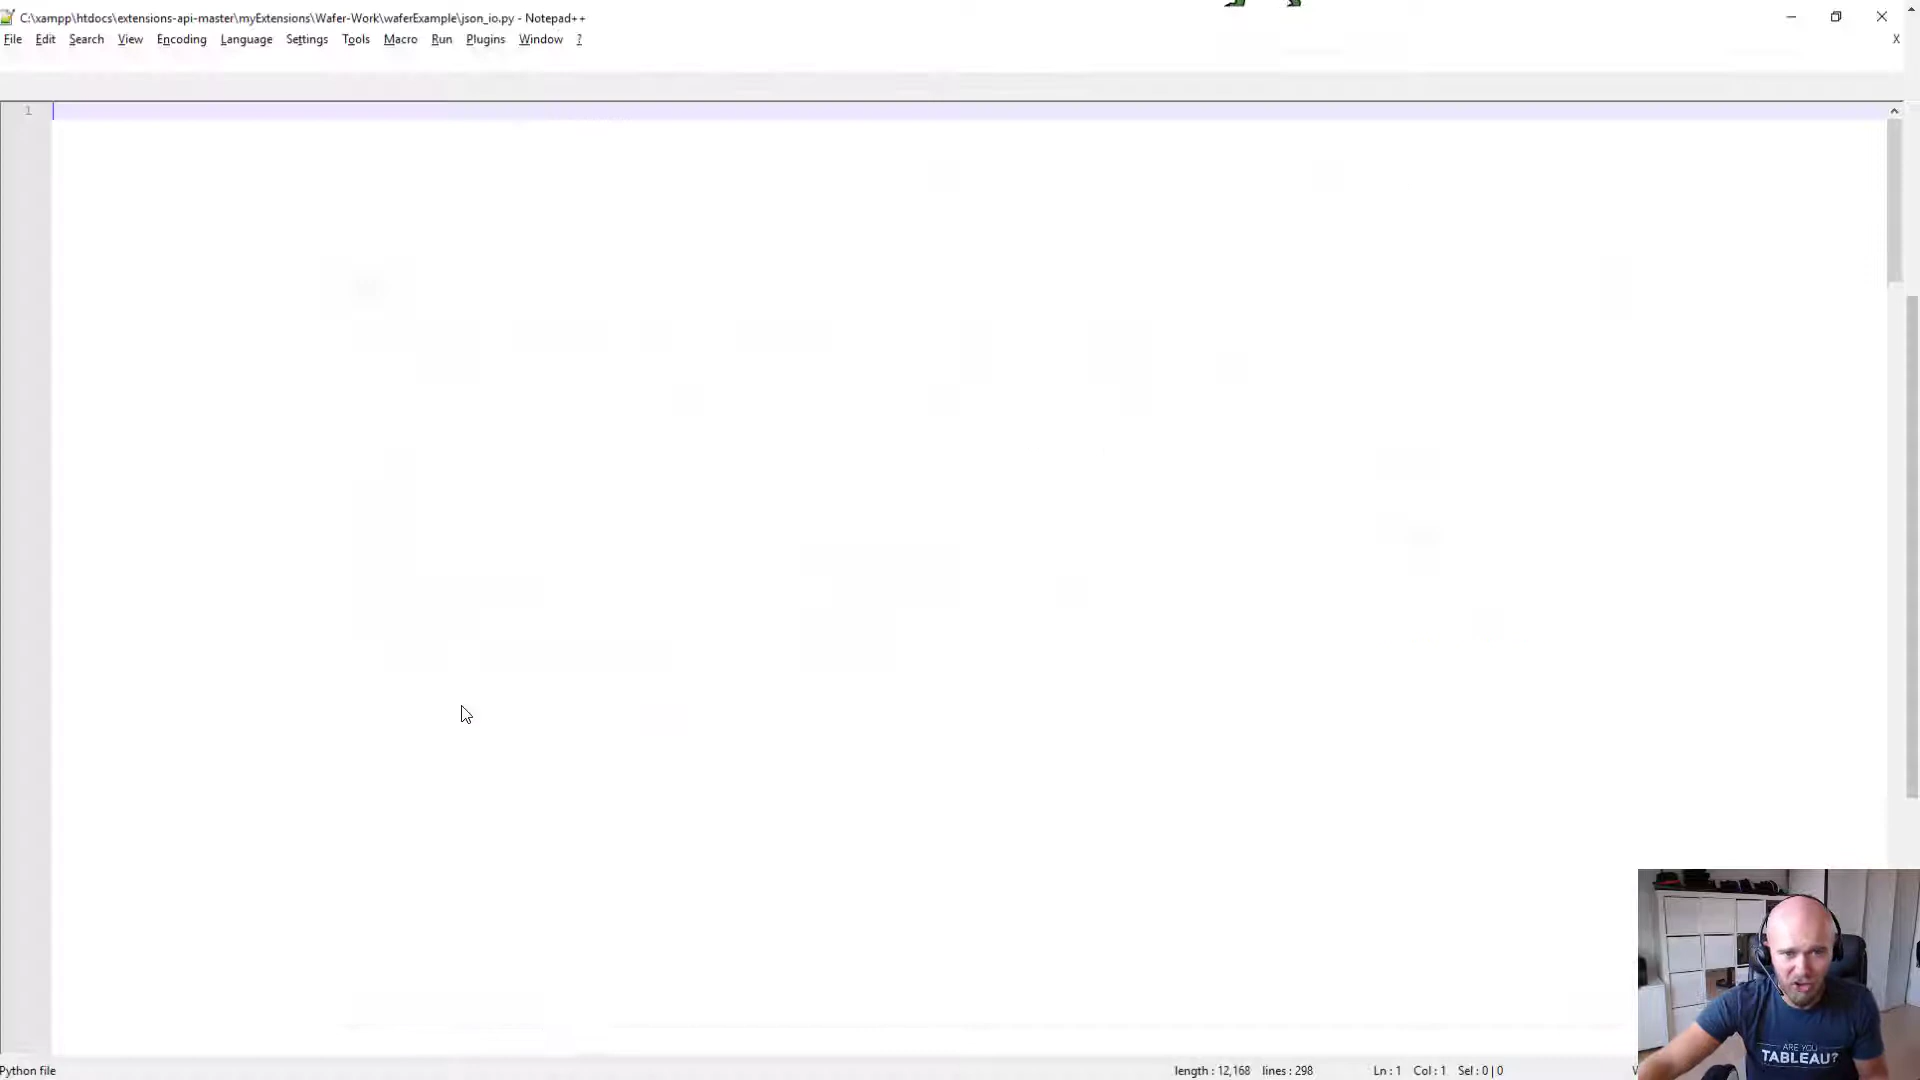 C:\xampp\htdocs\extensions-api-master\myExtensions\Wafer-Work\waferExample\json_io.py - Notepad++
File Edit Search View Encoding Language Settings Tools Macro Run Plugins Window ?
X
1
ARE YOU
TABLEAU?
Python file
length : 12,168 lines : 298
Ln : 1 Col : 1 Sel : 0 | 0